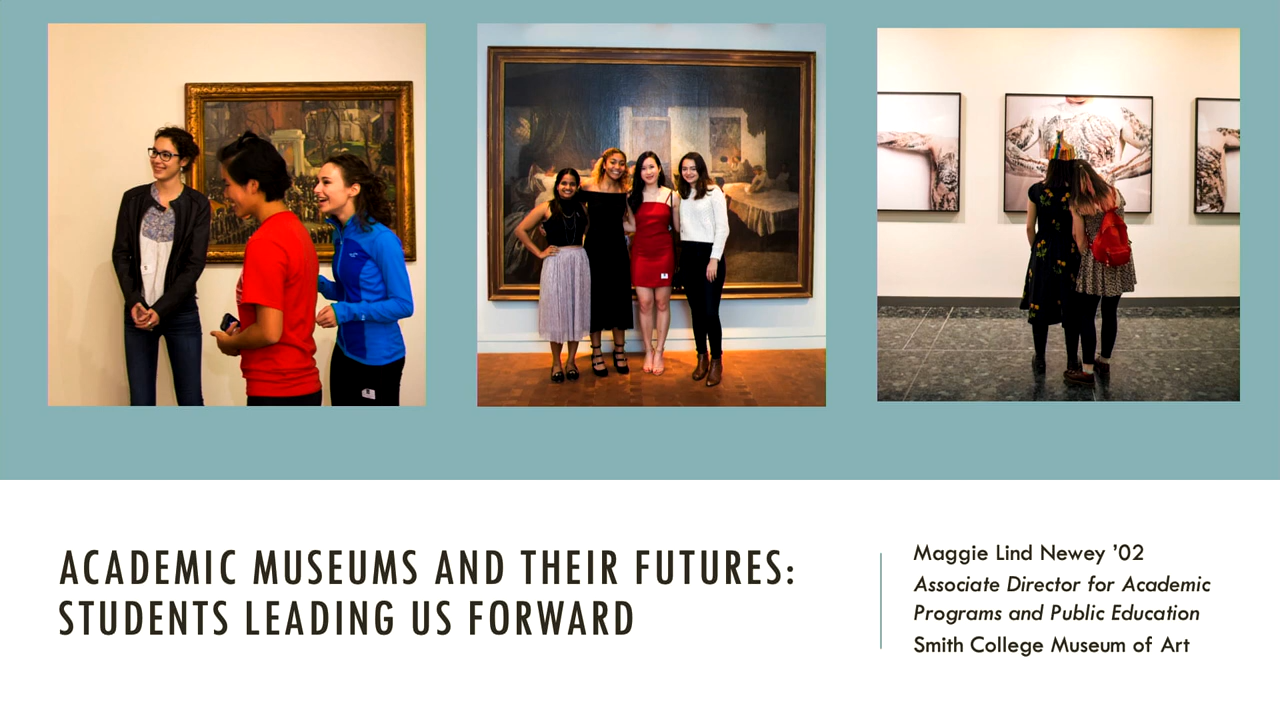 ACADEMIC MUSEUMS AND THEIR FUTURES:
STUDENTS LEADING US FORWARD
Maggie Lind Newey ’02
Associate Director for Academic
Programs and Public Education
Smith College Museum of Art